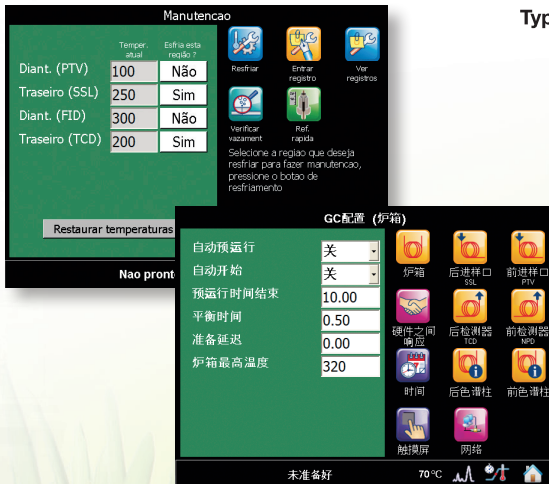 Typ
Manutencao
Temper. atual
Esfria esta região ?
Diant. (PTV) 100 Não
Traseiro (SSL) 250 Sim
Diant. (FID) 300 Não
Traseiro (TCD) 200 Sim
Resfriar
Entrar registro
Ver registros
Verificar vazament
Ref. rapida
Selecione a regiao que deseja
resfriar para fazer manutencao,
pressione o botao de
resfriamento
Restaurar temperaturas
Nao pront
GC配置 (炉箱)
自动预运行 关
自动开始 关
预运行时间结束 10.00
平衡时间 0.50
准备延迟 0.00
炉箱最高温度 320
炉箱
后进样口 SSL
前进样口 PTV
硬件之间响应
后检测器 TCD
前检测器 NPD
时间
后色谱柱
前色谱柱
触摸屏
网络
未准备好
70°C